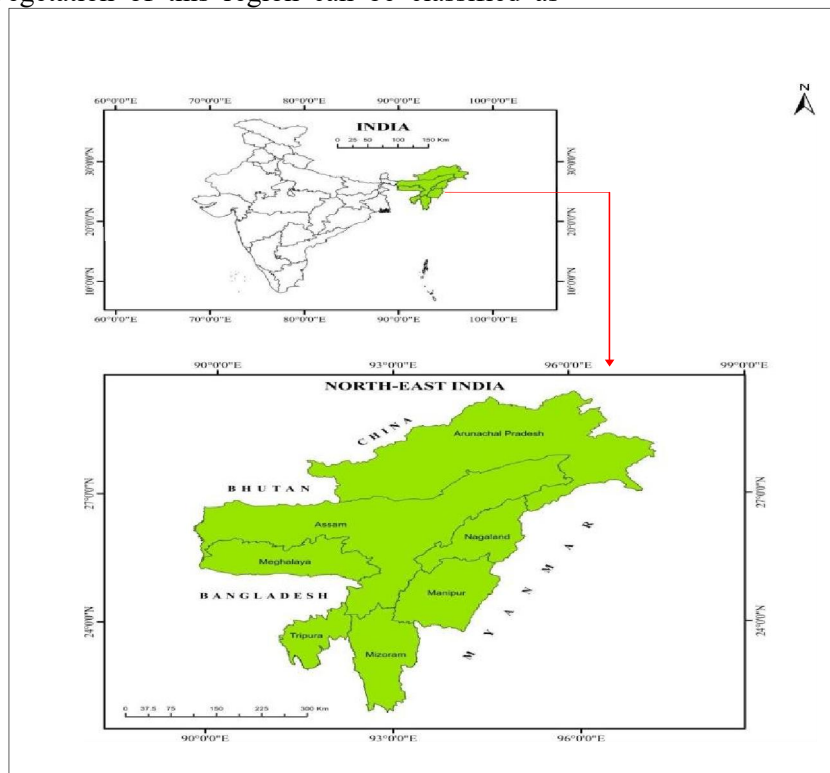 egetation of this region can be classified as
N
60°0'0"E 70°0'0"E 80°0'0"E 90°0'0"E 100°0'0"E
INDIA
0 25 50 100 150 Km
30°0'0"N
30°0'0"N
20°0'0"N
20°0'0"N
10°0'0"N
10°0'0"N
60°0'0"E 70°0'0"E 80°0'0"E 90°0'0"E 100°0'0"E
90°0'0"E 93°0'0"E 96°0'0"E 99°0'0"E
NORTH-EAST INDIA
CHINA
Arunachal Pradesh
BHUTAN
27°0'0"N
27°0'0"N
Assam
Nagaland
Meghalaya
MYANMAR
BANGLADESH
Manipur
24°0'0"N
24°0'0"N
Tripura
Mizoram
0 37.5 75 150 225 300 Km
90°0'0"E 93°0'0"E 96°0'0"E